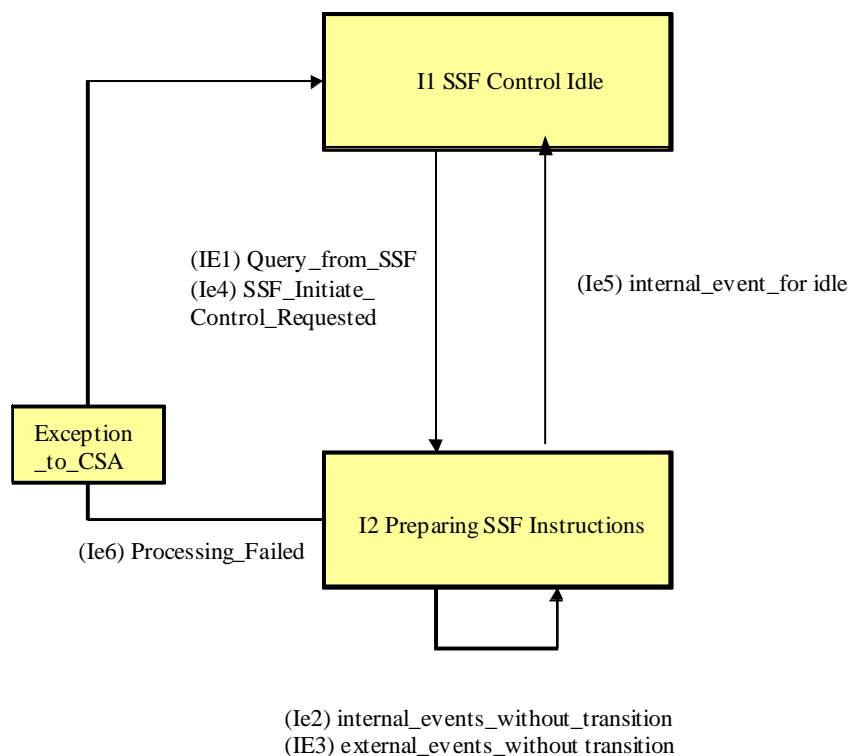 I1 SSF Control Idle
(IE1) Query_from_SSF
(Ie4) SSF_Initiate_
Control_Requested
(Ie5) internal_event_for idle
Exception
_to_CSA
I2 Preparing SSF Instructions
(Ie6) Processing_Failed
(Ie2) internal_events_without_transition
(IE3) external_events_without transition